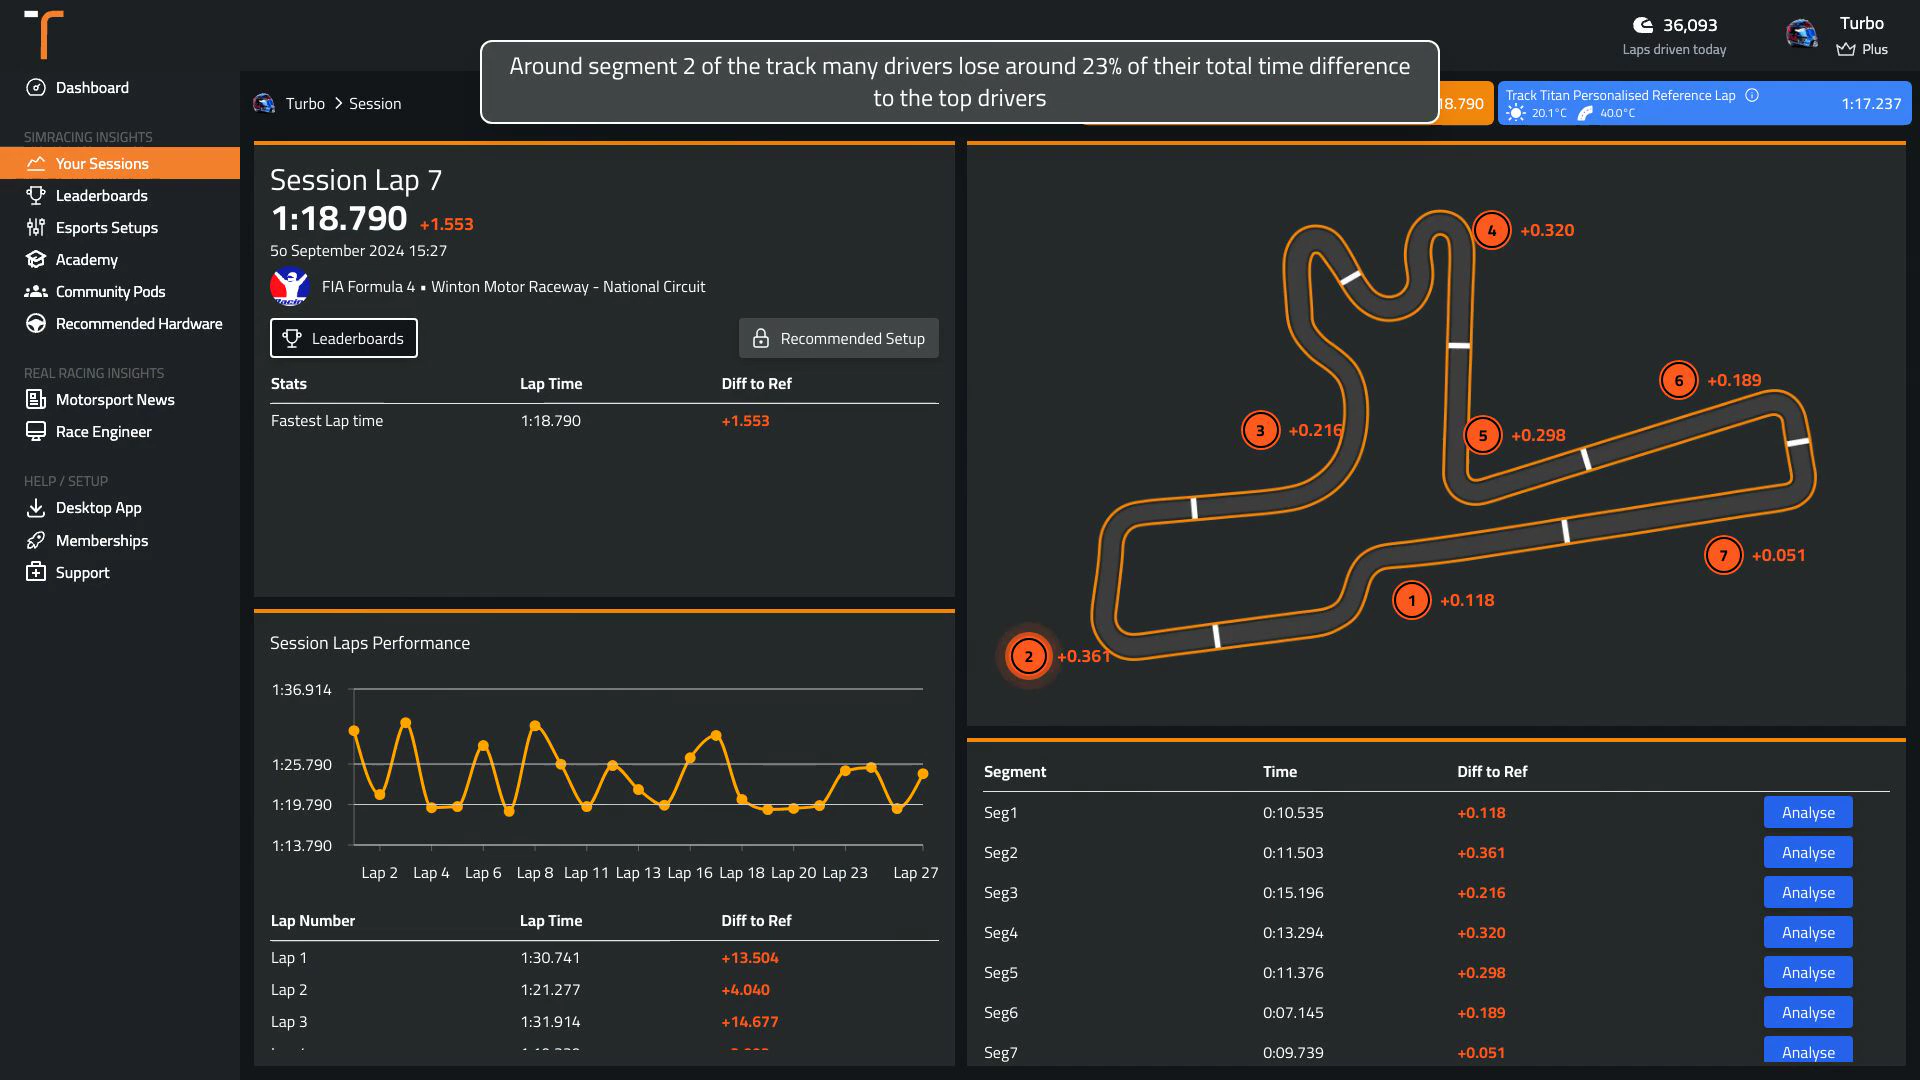 36,093
Laps driven today
Turbo
Plus
Around segment 2 of the track many drivers lose around 23% of their total time difference
to the top drivers
Dashboard
SIMRACING INSIGHTS
Your Sessions
Leaderboards
Esports Setups
Academy
Community Pods
Recommended Hardware
REAL RACING INSIGHTS
Motorsport News
Race Engineer
HELP / SETUP
Desktop App
Memberships
Support
Turbo > Session
8.790
Track Titan Personalised Reference Lap
20.1°C 40.0°C
1:17.237
Session Lap 7
1:18.790 +1.553
5o September 2024 15:27
FIA Formula 4 • Winton Motor Raceway - National Circuit
Leaderboards
Recommended Setup
Stats Lap Time Diff to Ref
Fastest Lap time 1:18.790 +1.553
4 +0.320
6 +0.189
3 +0.216
5 +0.298
7 +0.051
1 +0.118
2 +0.361
Session Laps Performance
1:36.914
1:25.790
1:19.790
1:13.790
Lap 2 Lap 4 Lap 6 Lap 8 Lap 11 Lap 13 Lap 16 Lap 18 Lap 20 Lap 23 Lap 27
Lap Number Lap Time Diff to Ref
Lap 1 1:30.741 +13.504
Lap 2 1:21.277 +4.040
Lap 3 1:31.914 +14.677
Segment Time Diff to Ref
Seg1 0:10.535 +0.118 Analyse
Seg2 0:11.503 +0.361 Analyse
Seg3 0:15.196 +0.216 Analyse
Seg4 0:13.294 +0.320 Analyse
Seg5 0:11.376 +0.298 Analyse
Seg6 0:07.145 +0.189 Analyse
Seg7 0:09.739 +0.051 Analyse